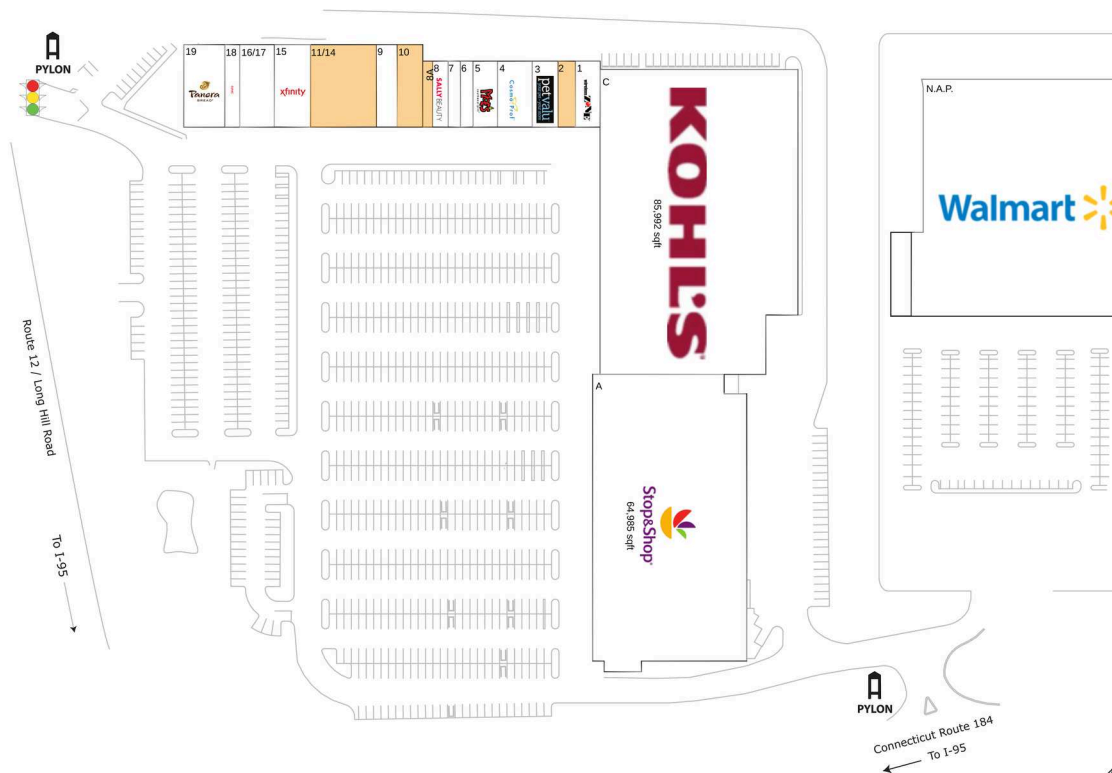 PYLON
19
Panera
BREAD
18
16/17
15
xfinity
11/14
9
10
8A
8
SALLY BEAUTY
7
6
5
4
Cosmo Prof
3
petvalu
2
1
C
KOHL'S
85,992 sqft
A
Stop&Shop
64,985 sqft
N.A.P.
Walmart
Route 12 / Long Hill Road
To I-95
PYLON
Connecticut Route 184
To I-95